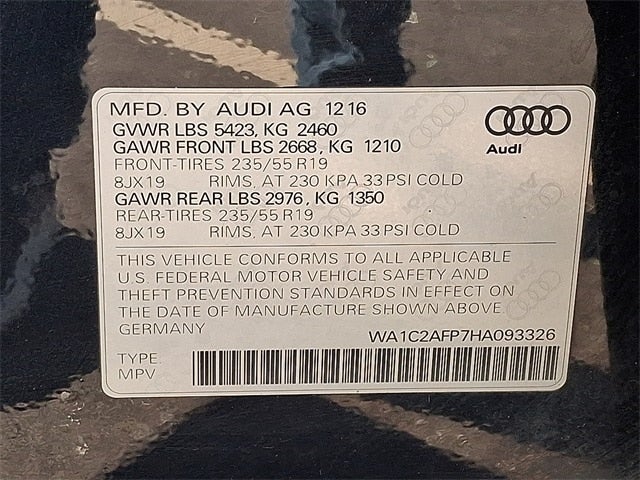 MFD. BY AUDI AG 12 16
GVWR LBS 5423, KG 2460
GAWR FRONT LBS 2668, KG 1210
FRONT-TIRES 235/55 R19
8JX19 RIMS, AT 230 KPA 33 PSI COLD
GAWR REAR LBS 2976, KG 1350
REAR-TIRES 235/55 R19
8JX19 RIMS, AT 230 KPA 33 PSI COLD
Audi
THIS VEHICLE CONFORMS TO ALL APPLICABLE
U.S. FEDERAL MOTOR VEHICLE SAFETY AND
THEFT PREVENTION STANDARDS IN EFFECT ON
THE DATE OF MANUFACTURE SHOWN ABOVE
GERMANY
WA1C2AFP7HA093326
TYPE
MPV